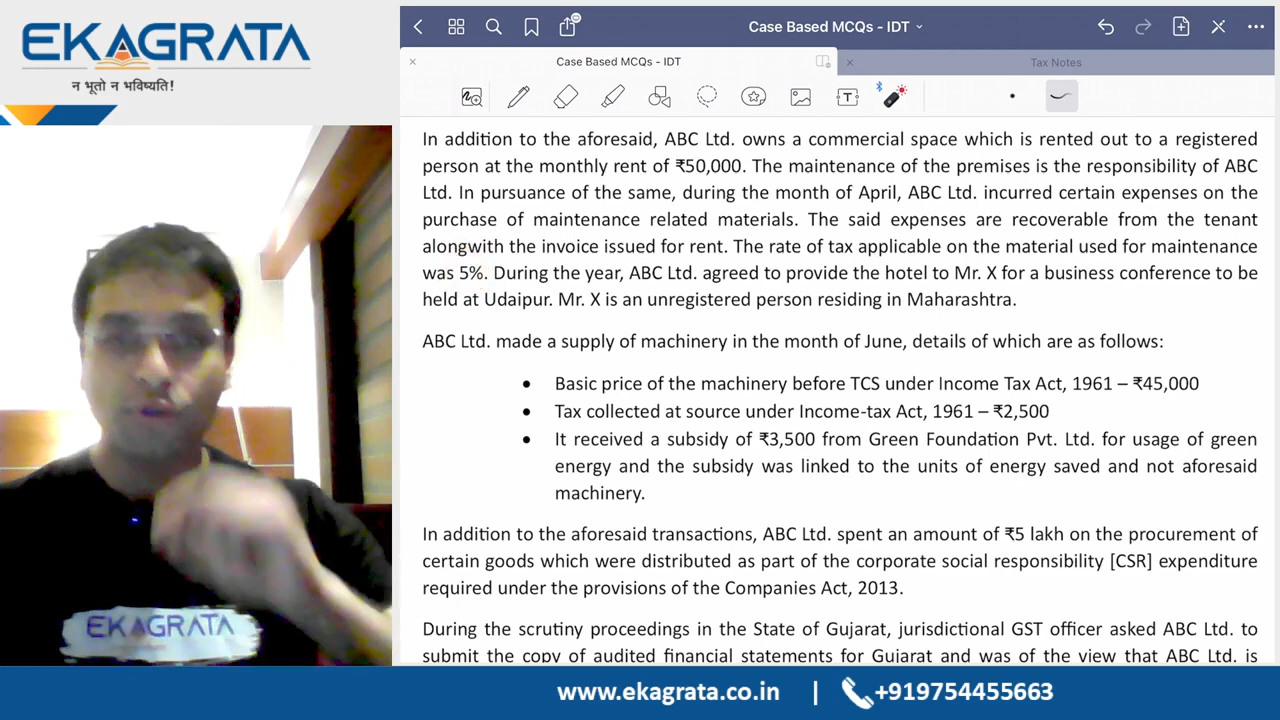 EKAGRATA
न भूतो न भविष्यति!
Case Based MCQs - IDT
Case Based MCQs - IDT
Tax Notes
In addition to the aforesaid, ABC Ltd. owns a commercial space which is rented out to a registered
person at the monthly rent of ₹50,000. The maintenance of the premises is the responsibility of ABC
Ltd. In pursuance of the same, during the month of April, ABC Ltd. incurred certain expenses on the
purchase of maintenance related materials. The said expenses are recoverable from the tenant
alongwith the invoice issued for rent. The rate of tax applicable on the material used for maintenance
was 5%. During the year, ABC Ltd. agreed to provide the hotel to Mr. X for a business conference to be
held at Udaipur. Mr. X is an unregistered person residing in Maharashtra.
ABC Ltd. made a supply of machinery in the month of June, details of which are as follows:
• Basic price of the machinery before TCS under Income Tax Act, 1961 – ₹45,000
• Tax collected at source under Income-tax Act, 1961 – ₹2,500
• It received a subsidy of ₹3,500 from Green Foundation Pvt. Ltd. for usage of green
energy and the subsidy was linked to the units of energy saved and not aforesaid
machinery.
In addition to the aforesaid transactions, ABC Ltd. spent an amount of ₹5 lakh on the procurement of
certain goods which were distributed as part of the corporate social responsibility [CSR] expenditure
required under the provisions of the Companies Act, 2013.
During the scrutiny proceedings in the State of Gujarat, jurisdictional GST officer asked ABC Ltd. to
submit the copy of audited financial statements for Gujarat and was of the view that ABC Ltd. is
EKAGRATA
www.ekagrata.co.in | +919754455663